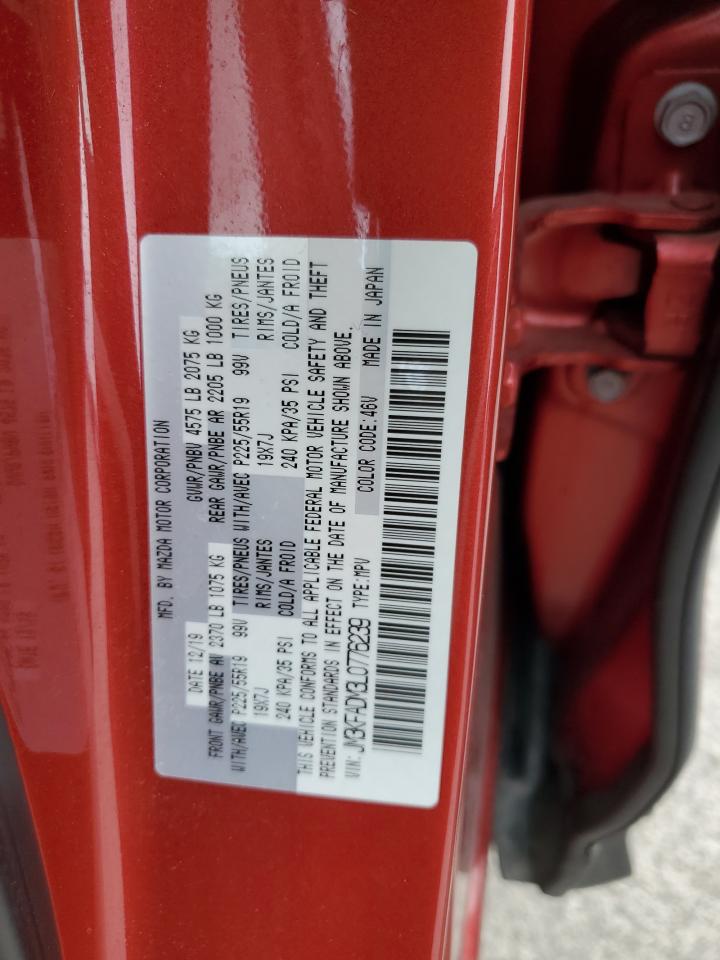 MFD. BY MAZDA MOTOR CORPORATION
DATE 12/19 GVWR/PNBV 4575 LB 2075 KG
FRONT GAWR/PNBE AV 2370 LB 1075 KG REAR GAWR/PNBE AR 2205 LB 1000 KG
WITH/AVEC P225/55R19 99V TIRES/PNEUS WITH/AVEC P225/55R19 99V TIRES/PNEUS
19X7J RIMS/JANTES 19X7J RIMS/JANTES
240 KPA/35 PSI COLD/A FROID 240 KPA/35 PSI COLD/A FROID
THIS VEHICLE CONFORMS TO ALL APPLICABLE FEDERAL MOTOR VEHICLE SAFETY AND THEFT
PREVENTION STANDARDS IN EFFECT ON THE DATE OF MANUFACTURE SHOWN ABOVE.
VIN: JM3KFADM3L0776239 TYPE:MPV COLOR CODE:46V MADE IN JAPAN
8